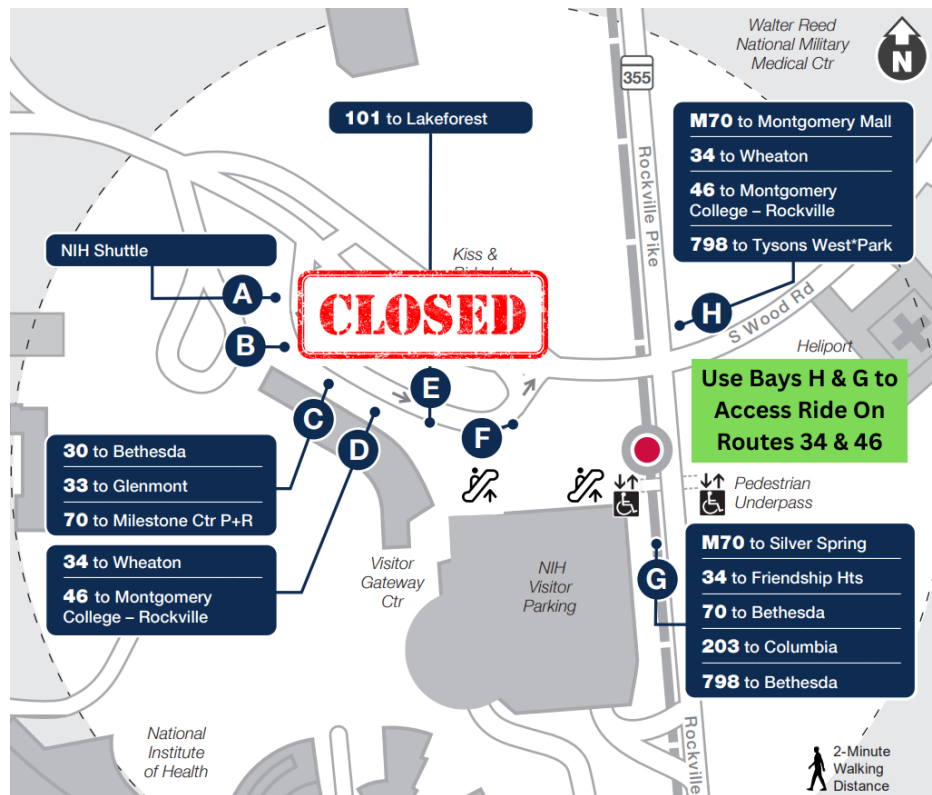 Walter Reed
National Military
Medical Ctr
N
355
101 to Lakeforest
M70 to Montgomery Mall
34 to Wheaton
46 to Montgomery
College – Rockville
798 to Tysons West*Park
Rockville Pike
NIH Shuttle
Kiss &
A
CLOSED
H
S Wood Rd
B
Heliport
Use Bays H & G to
Access Ride On
Routes 34 & 46
E
C
F
D
30 to Bethesda
33 to Glenmont
70 to Milestone Ctr P+R
Pedestrian
Underpass
34 to Wheaton
46 to Montgomery
College – Rockville
Visitor
Gateway
Ctr
NIH
Visitor
Parking
G
M70 to Silver Spring
34 to Friendship Hts
70 to Bethesda
203 to Columbia
798 to Bethesda
National
Institute
of Health
Rockville
2-Minute
Walking
Distance